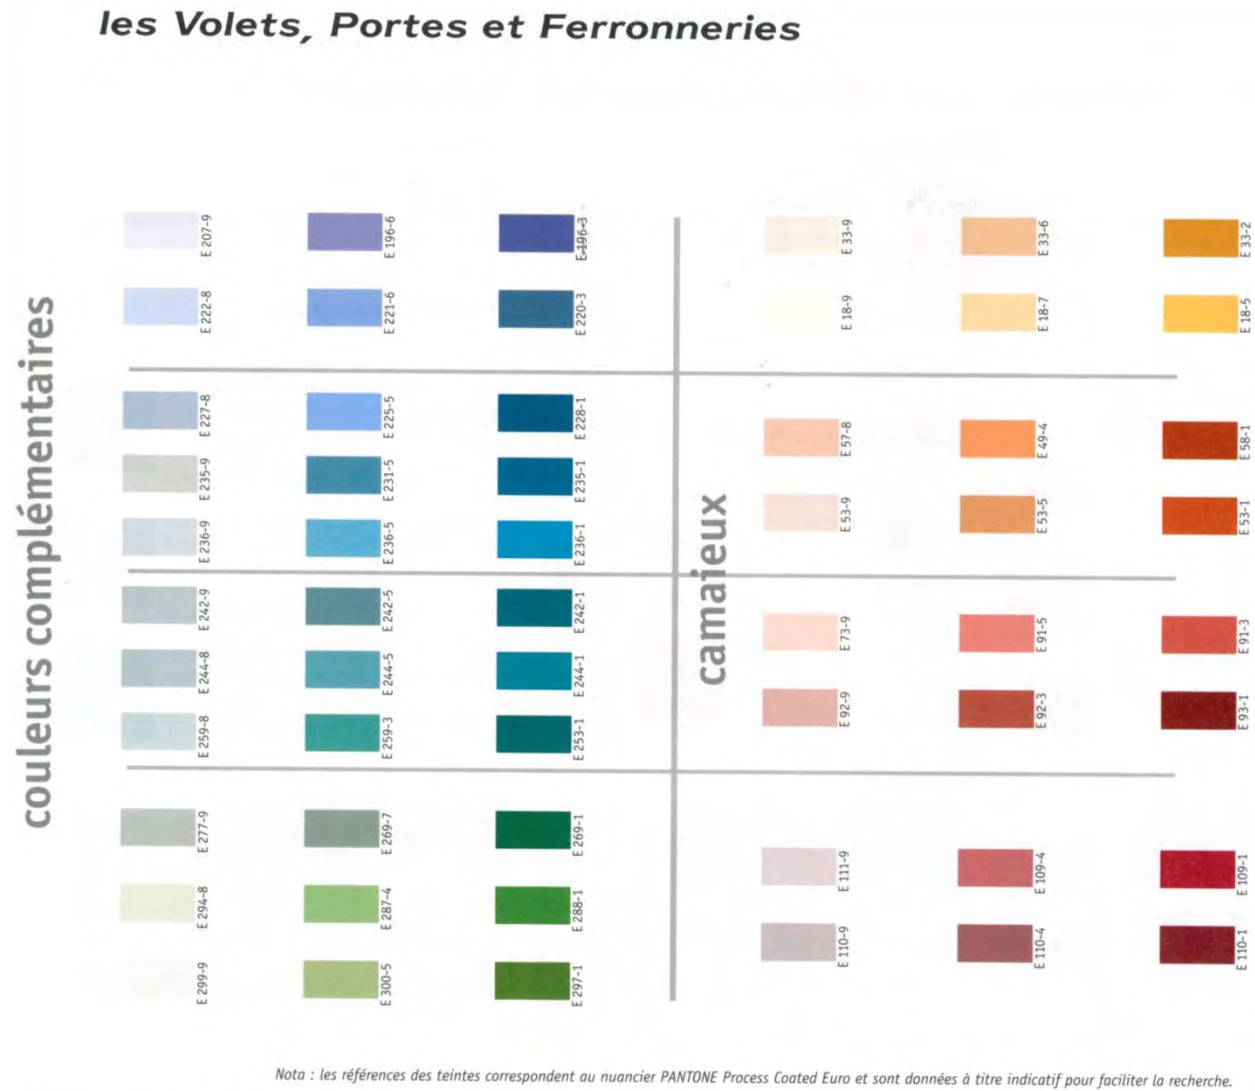 les Volets, Portes et Ferronneries
couleurs complémentaires
E 207-9
E 196-6
E 196-3
E 222-8
E 221-6
E 220-3
E 227-8
E 225-5
E 228-1
E 235-9
E 231-5
E 235-1
E 236-9
E 236-5
E 236-1
E 242-9
E 242-5
E 242-1
E 244-8
E 244-5
E 244-1
E 259-8
E 259-3
E 253-1
E 277-9
E 269-7
E 269-1
E 294-8
E 287-4
E 288-1
E 299-9
E 300-5
E 297-1
camaieux
E 33-9
E 33-6
E 33-2
E 18-9
E 18-7
E 18-5
E 57-8
E 49-4
E 58-1
E 53-9
E 53-5
E 53-1
E 73-9
E 91-5
E 91-3
E 92-9
E 92-3
E 93-1
E 111-9
E 109-4
E 109-1
E 110-9
E 110-4
E 110-1
Nota : les références des teintes correspondent au nuancier PANTONE Process Coated Euro et sont données à titre indicatif pour faciliter la recherche.